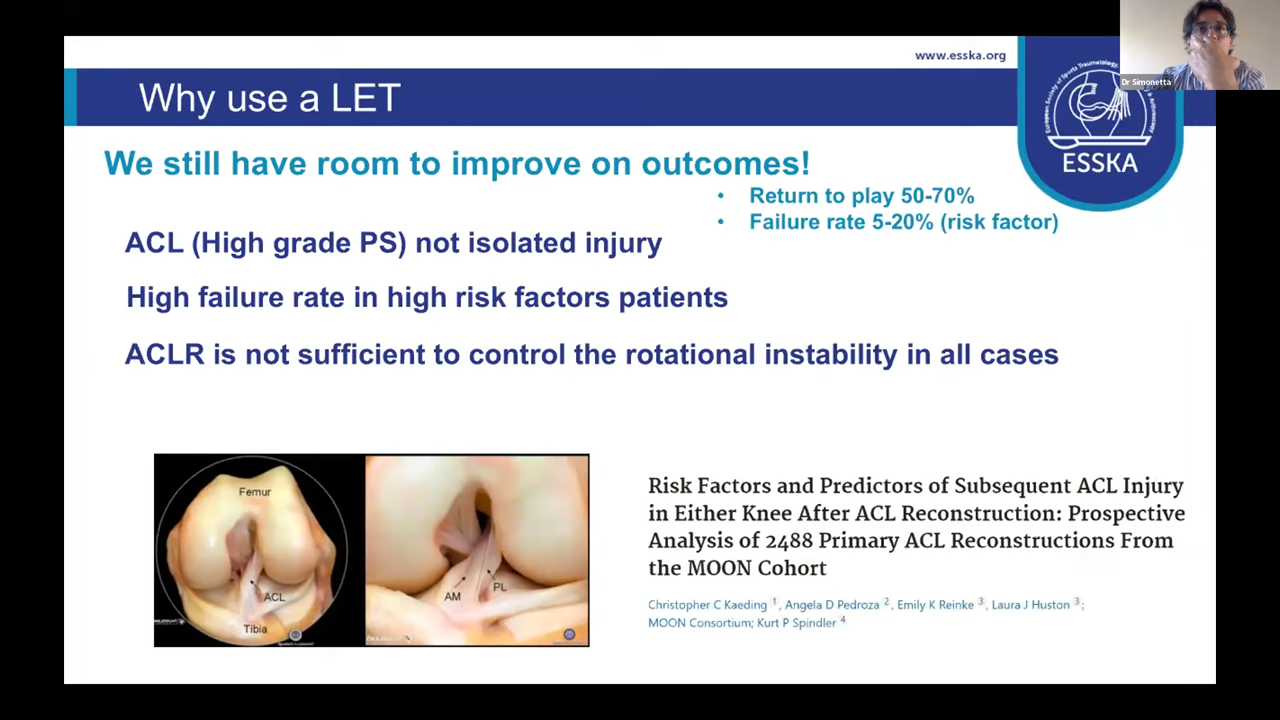 www.esska.org
Dr Simonetta
Why use a LET
ESSKA
We still have room to improve on outcomes!
• Return to play 50-70%
• Failure rate 5-20% (risk factor)
ACL (High grade PS) not isolated injury
High failure rate in high risk factors patients
ACLR is not sufficient to control the rotational instability in all cases
Femur
ACL
Tibia
AM
PL
Risk Factors and Predictors of Subsequent ACL Injury
in Either Knee After ACL Reconstruction: Prospective
Analysis of 2488 Primary ACL Reconstructions From
the MOON Cohort
Christopher C Kaeding 1, Angela D Pedroza 2, Emily K Reinke 3, Laura J Huston 3;
MOON Consortium; Kurt P Spindler 4